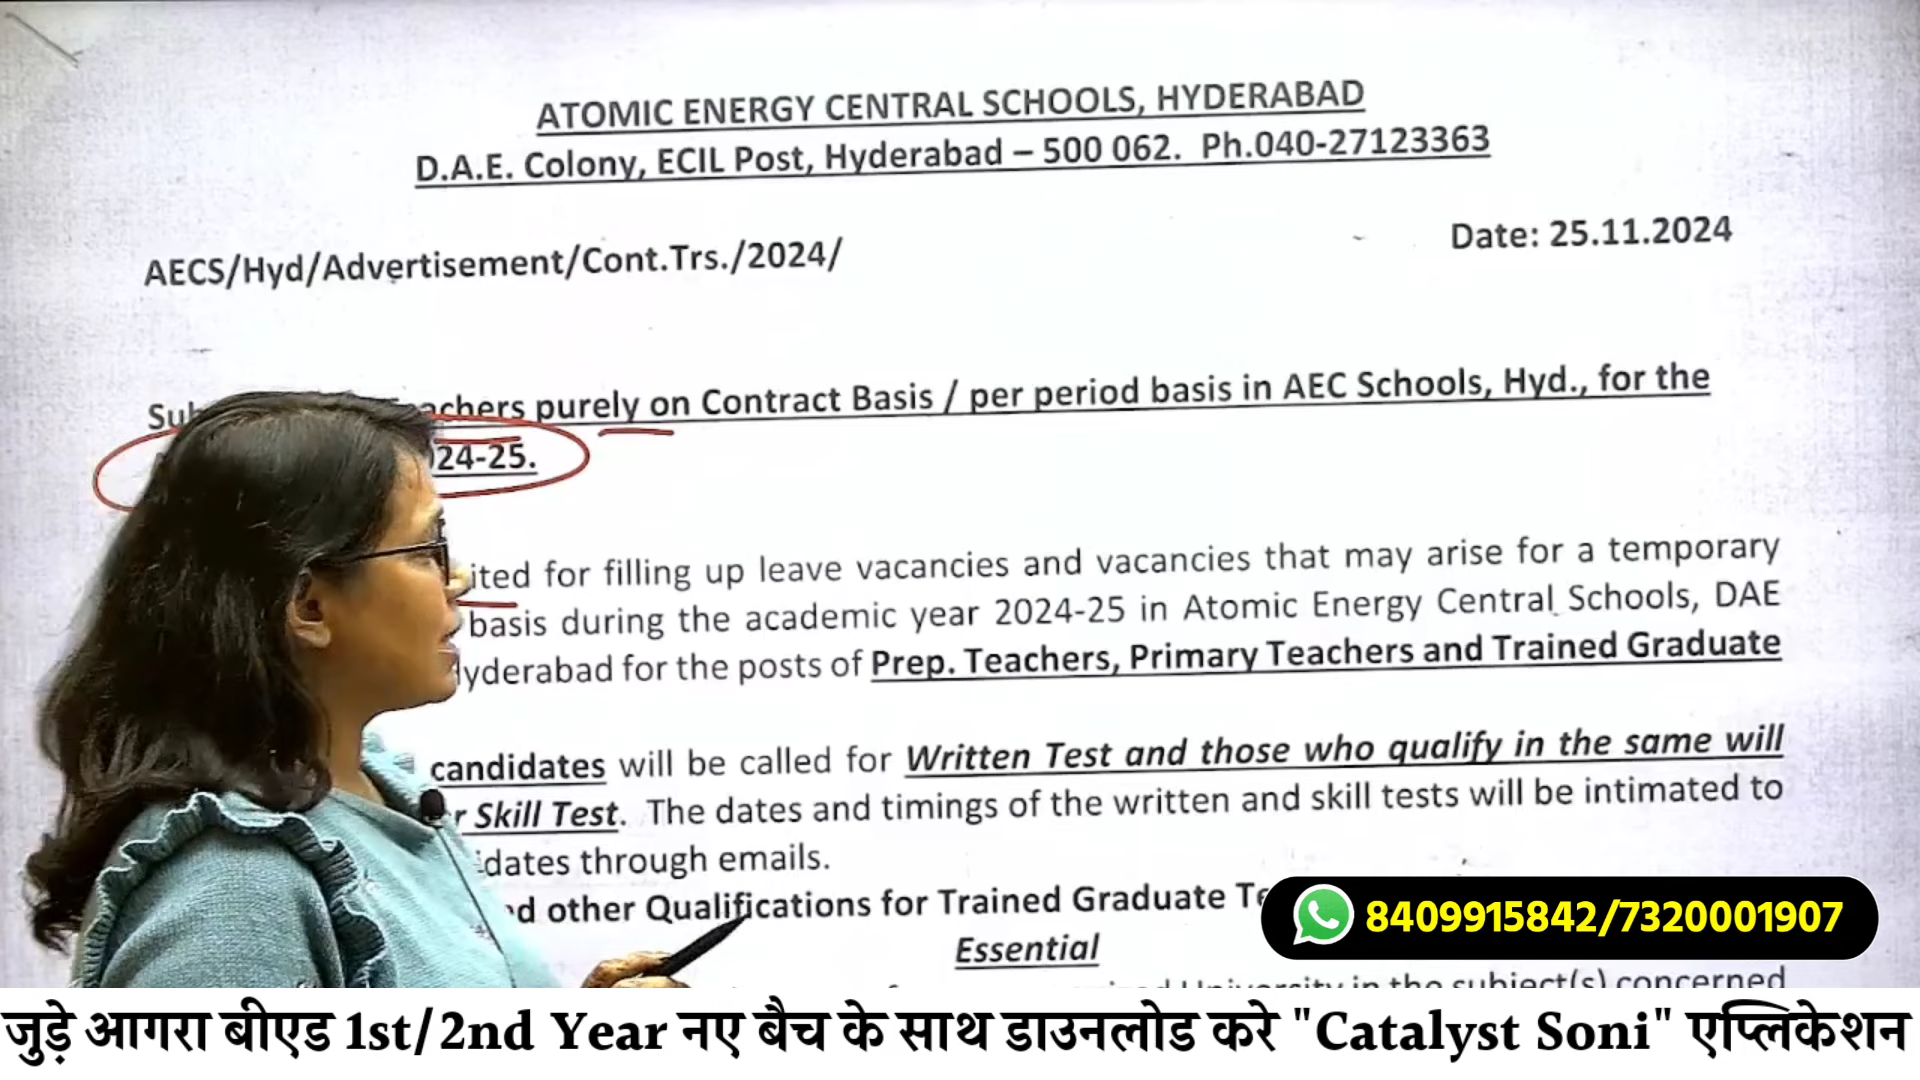 ATOMIC ENERGY CENTRAL SCHOOLS, HYDERABAD
D.A.E. Colony, ECIL Post, Hyderabad – 500 062. Ph.040-27123363
AECS/Hyd/Advertisement/Cont.Trs./2024/
Date: 25.11.2024
purely on Contract Basis / per period basis in AEC Schools, Hyd., for the
24-25.
for filling up leave vacancies and vacancies that may arise for a temporary
basis during the academic year 2024-25 in Atomic Energy Central Schools, DAE
for the posts of Prep. Teachers, Primary Teachers and Trained Graduate
candidates will be called for Written Test and those who qualify in the same will
Skill Test. The dates and timings of the written and skill tests will be intimated to
through emails.
other Qualifications for Trained Graduate
Essential
in the subject(s) concerned
8409915842/7320001907
जुड़े आगरा बीएड 1st/2nd Year नए बैच के साथ डाउनलोड करे "Catalyst Soni" एप्लिकेशन